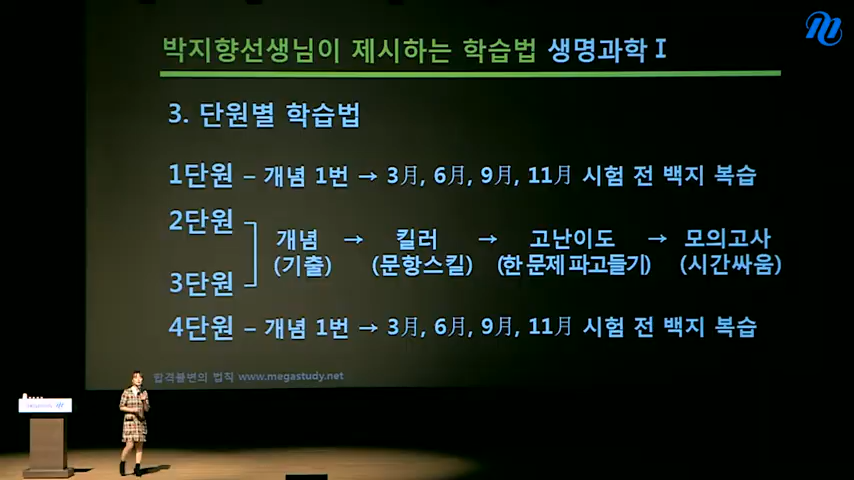 박지향선생님이 제시하는 학습법 생명과학 I
3. 단원별 학습법
1단원 – 개념 1번 → 3月, 6月, 9月, 11月 시험 전 백지 복습
2단원
개념 → 킬러 → 고난이도 → 모의고사
(기출) (문항스킬) (한 문제 파고들기) (시간싸움)
3단원
4단원 – 개념 1번 → 3月, 6月, 9月, 11月 시험 전 백지 복습
합격불변의 법칙 www.megastudy.net